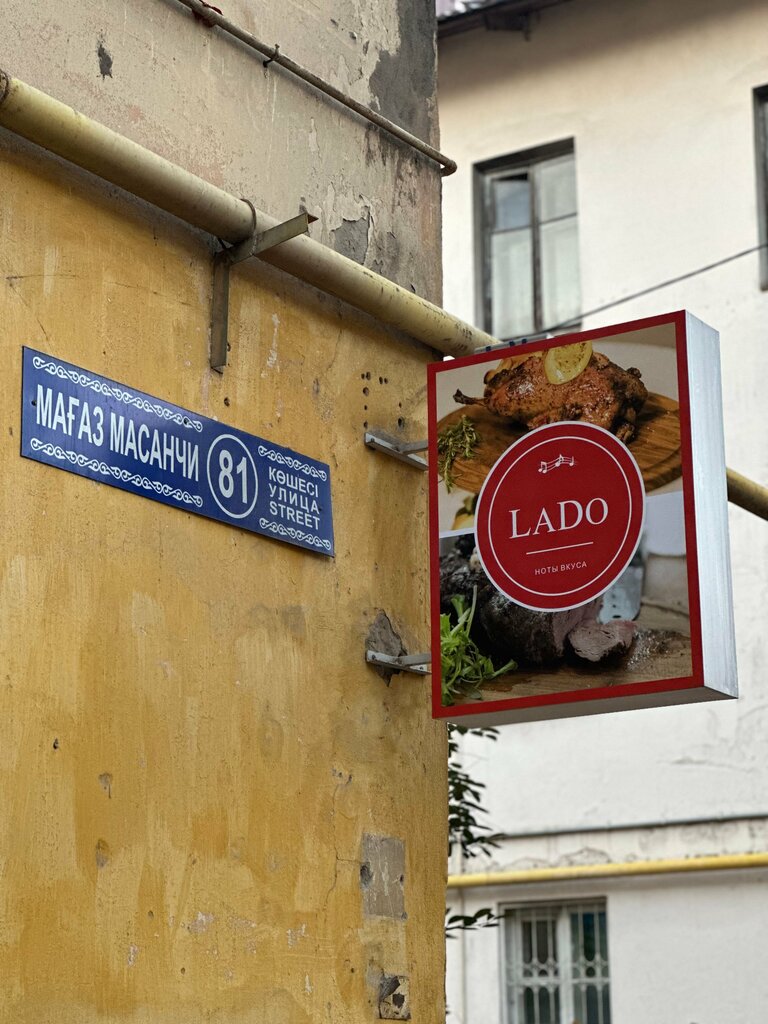 МАҒАЗ МАСАНЧИ
81
КӨШЕСІ
УЛИЦА
STREET
LADO
НОТЫ ВКУСА